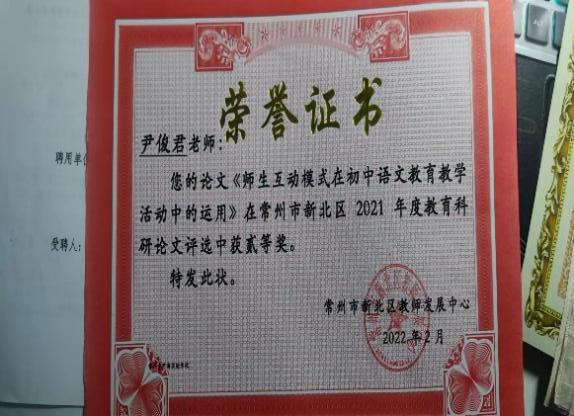 荣誉证书
尹俊君老师：
您的论文《师生互动模式在初中语文教育教学
活动中的运用》在常州市新北区 2021 年度教育科
研论文评选中获贰等奖。
特发此状。
常州市新北区教师发展中心
2022 年 2 月
聘用单
受聘人：